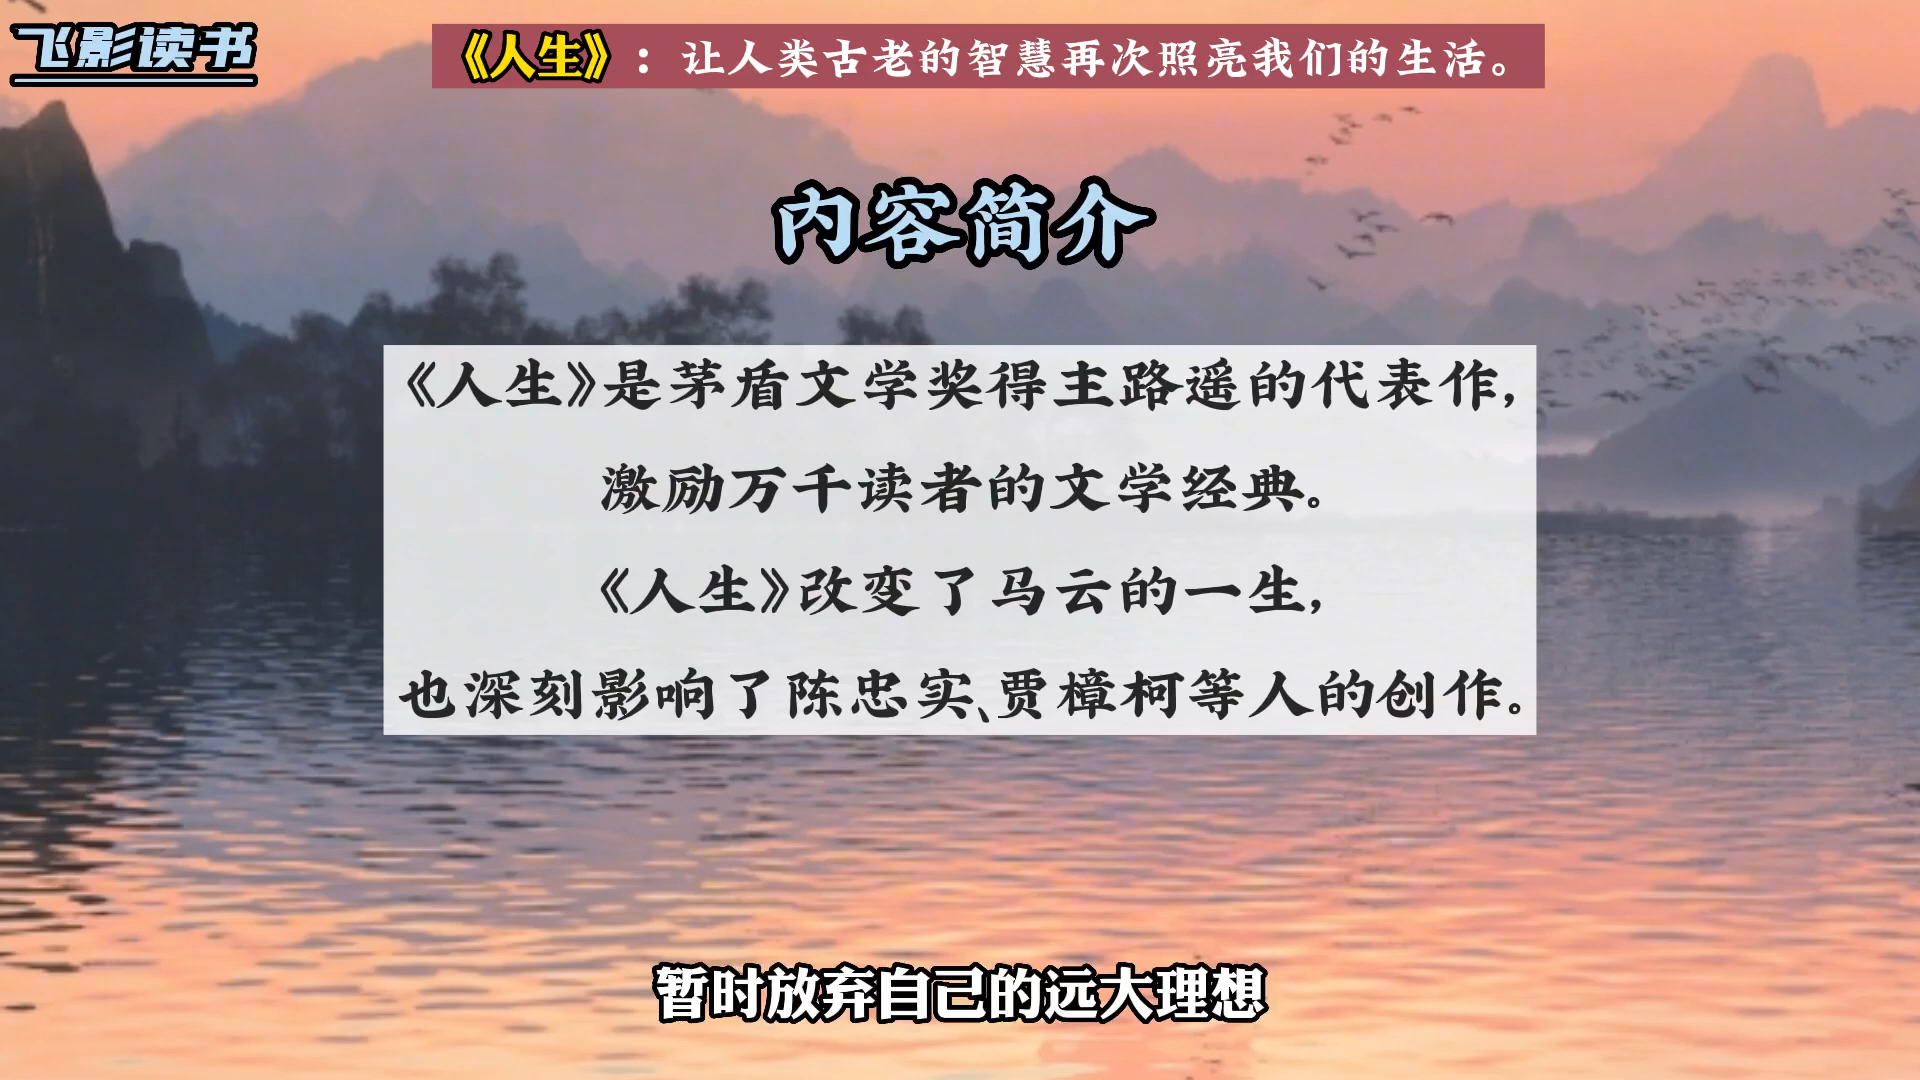 飞影读书
《人生》：让人类古老的智慧再次照亮我们的生活。
内容简介
《人生》是茅盾文学奖得主路遥的代表作，
激励万千读者的文学经典。
《人生》改变了马云的一生，
也深刻影响了陈忠实、贾樟柯等人的创作。
暂时放弃自己的远大理想